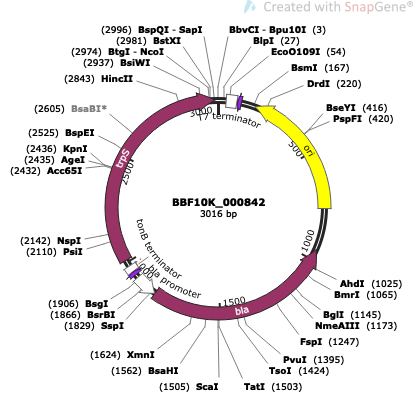 Created with SnapGene®
(2996) BspQI - SapI
(2981) BstXI
(2974) BtgI - NcoI
(2937) BsiWI
(2843) HincII
(2605) BsaBI*
(2525) BspEI
(2436) KpnI
(2435) AgeI
(2432) Acc65I
(2142) NspI
(2110) PsiI
(1906) BsgI
(1866) BsrBI
(1829) SspI
(1624) XmnI
(1562) BsaHI
(1505) ScaI
BbvCI - Bpu10I (3)
BlpI (27)
EcoO109I (54)
BsmI (167)
DrdI (220)
BseYI (416)
PspFI (420)
AhdI (1025)
BmrI (1065)
BglI (1145)
NmeAIII (1173)
FspI (1247)
PvuI (1395)
TsoI (1424)
TatI (1503)
T7 terminator
ori
bla
bla promoter
tonB terminator
trpS
500
1000
1500
2500
3000
BBF10K_000842
3016 bp